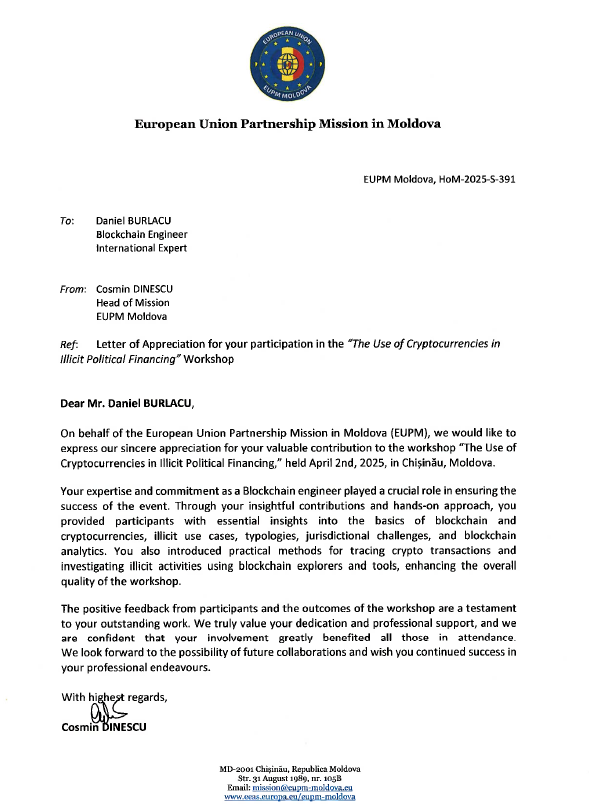 EUROPEAN UNION
EUPM MOLDOVA
European Union Partnership Mission in Moldova
EUPM Moldova, HoM-2025-S-391
To: Daniel BURLACU
Blockchain Engineer
International Expert
From: Cosmin DINESCU
Head of Mission
EUPM Moldova
Ref: Letter of Appreciation for your participation in the "The Use of Cryptocurrencies in
Illicit Political Financing" Workshop
Dear Mr. Daniel BURLACU,
On behalf of the European Union Partnership Mission in Moldova (EUPM), we would like to
express our sincere appreciation for your valuable contribution to the workshop "The Use of
Cryptocurrencies in Illicit Political Financing," held April 2nd, 2025, in Chișinău, Moldova.
Your expertise and commitment as a Blockchain engineer played a crucial role in ensuring the
success of the event. Through your insightful contributions and hands-on approach, you
provided participants with essential insights into the basics of blockchain and
cryptocurrencies, illicit use cases, typologies, jurisdictional challenges, and blockchain
analytics. You also introduced practical methods for tracing crypto transactions and
investigating illicit activities using blockchain explorers and tools, enhancing the overall
quality of the workshop.
The positive feedback from participants and the outcomes of the workshop are a testament
to your outstanding work. We truly value your dedication and professional support, and we
are confident that your involvement greatly benefited all those in attendance.
We look forward to the possibility of future collaborations and wish you continued success in
your professional endeavours.
With highest regards,
Cosmin DINESCU
MD-2001 Chișinău, Republica Moldova
Str. 31 August 1989, nr. 105B
Email: mission@eupm-moldova.eu
www.eeas.europa.eu/eupm-moldova